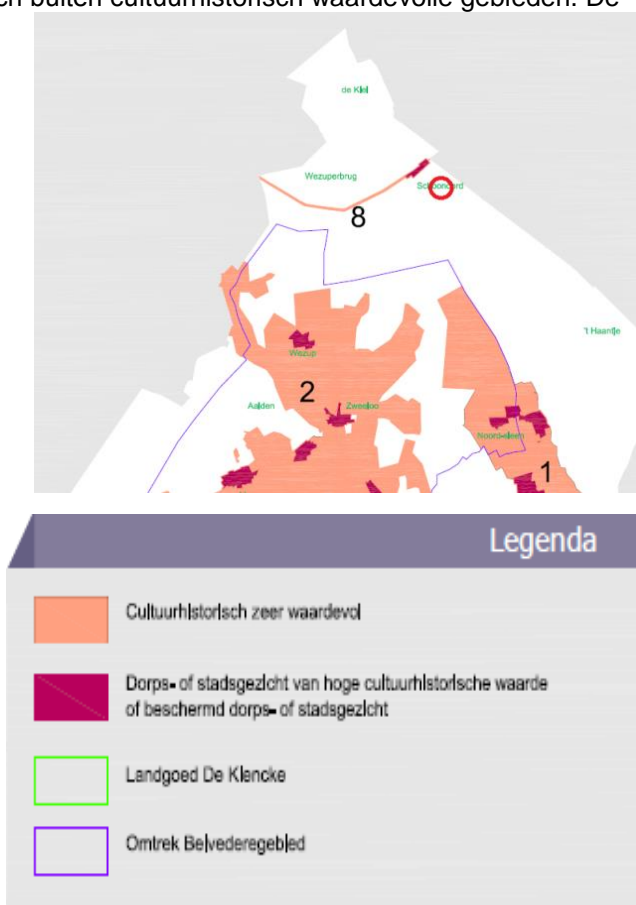 ch buiten cultuurhistorisch waardevolle gebieden. De
de Kiel
Wezuperbrug
Schoonoord
8
't Haantje
Wezup
2
Aalden
Zweeloo
Noord-sleen
1
Legenda
Cultuurhistorisch zeer waardevol
Dorps- of stadsgezicht van hoge cultuurhistorische waarde
of beschermd dorps- of stadsgezicht
Landgoed De Klencke
Omtrek Belvederegebied